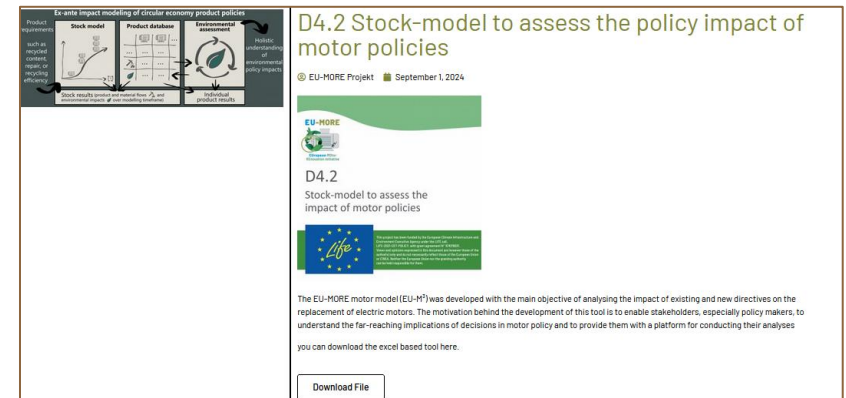 Ex-ante impact modeling of circular economy product policies
Product requirements
such as recycled content, repair, or recycling efficiency
Stock model
Product database
Environmental assessment
Holistic understanding of environmental policy impacts
Stock results (product and material flows and environmental impacts over modelling timeframe)
Individual product results
D4.2 Stock-model to assess the policy impact of
motor policies
EU-MORE Projekt September 1, 2024
EU-MORE
D4.2
Stock-model to assess the
impact of motor policies
Life
The EU-MORE motor model (EU-M³) was developed with the main objective of analysing the impact of existing and new directives on the
replacement of electric motors. The motivation behind the development of this tool is to enable stakeholders, especially policy makers, to
understand the far-reaching implications of decisions in motor policy and to provide them with a platform for conducting their analyses
you can download the excel based tool here.
Download File